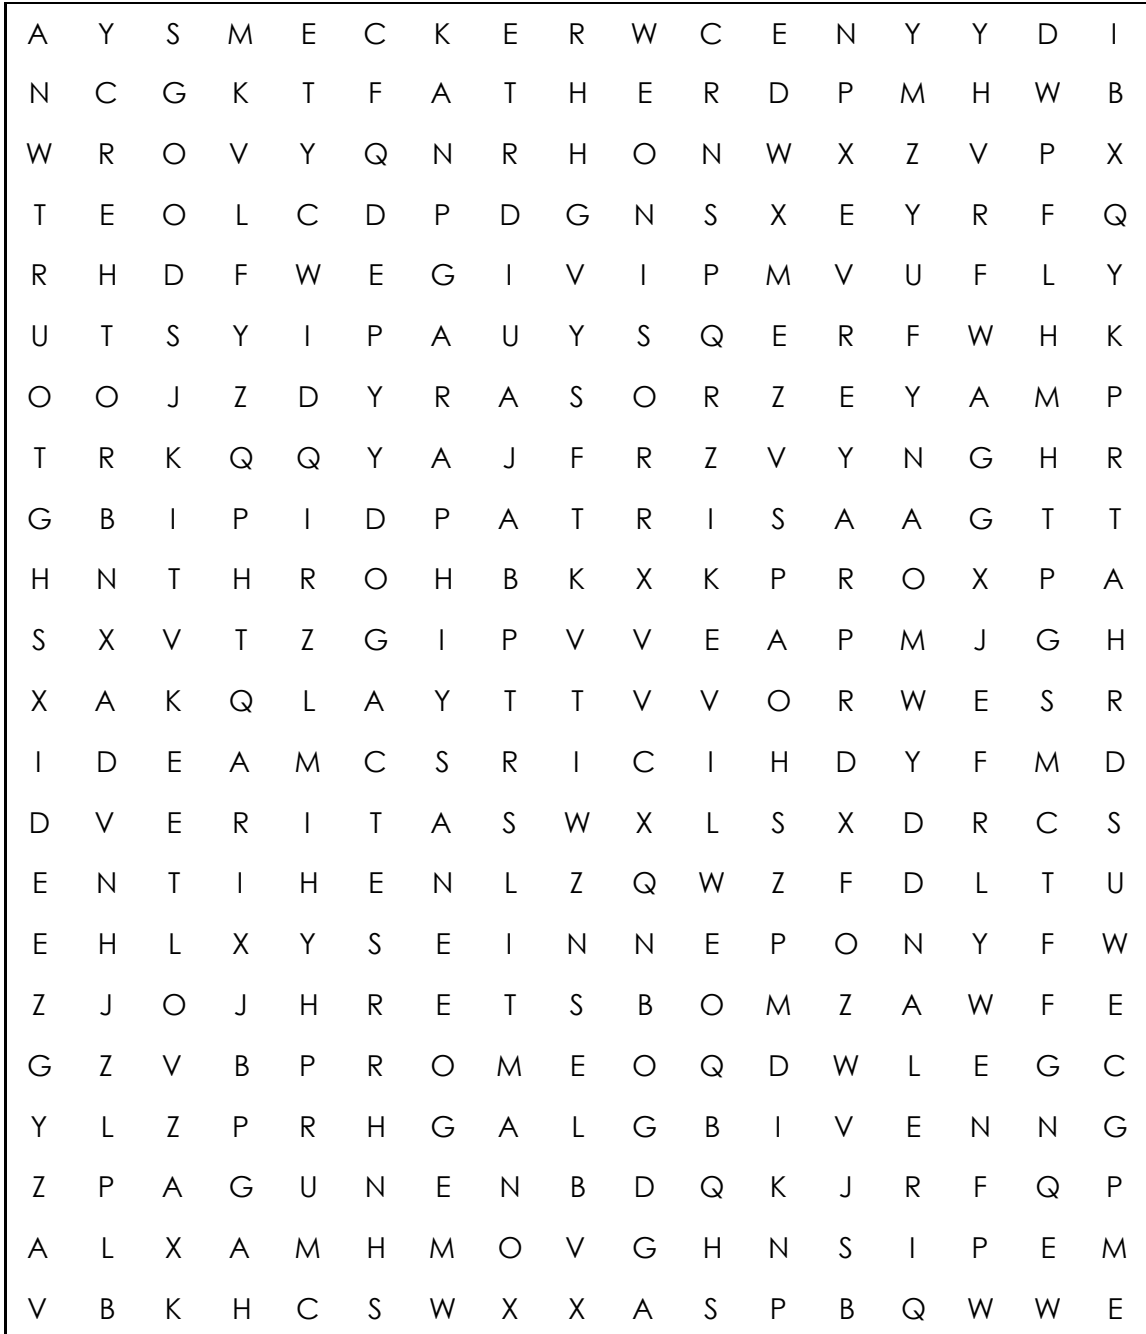 A Y S M E C K E R W C E N Y Y D I
N C G K T F A T H E R D P M H W B
W R O V Y Q N R H O N W X Z V P X
T E O L C D P D G N S X E Y R F Q
R H D F W E G I V I P M V U F L Y
U T S Y I P A U Y S Q E R F W H K
O O J Z D Y R A S O R Z E Y A M P
T R K Q Q Y A J F R Z V Y N G H R
G B I P I D P A T R I S A A G T T
H N T H R O H B K X K P R O X P A
S X V T Z G I P V V E A P M J G H
X A K Q L A Y T T V V O R W E S R
I D E A M C S R I C I H D Y F M D
D V E R I T A S W X L S X D R C S
E N T I H E N L Z Q W Z F D L T U
E H L X Y S E I N N E P O N Y F W
Z J O J H R E T S B O M Z A W F E
G Z V B P R O M E O Q D W L E G C
Y L Z P R H G A L G B I V E N N G
Z P A G U N E N B D Q K J R F Q P
A L X A M H M O V G H N S I P E M
V B K H C S W X X A S P B Q W W E